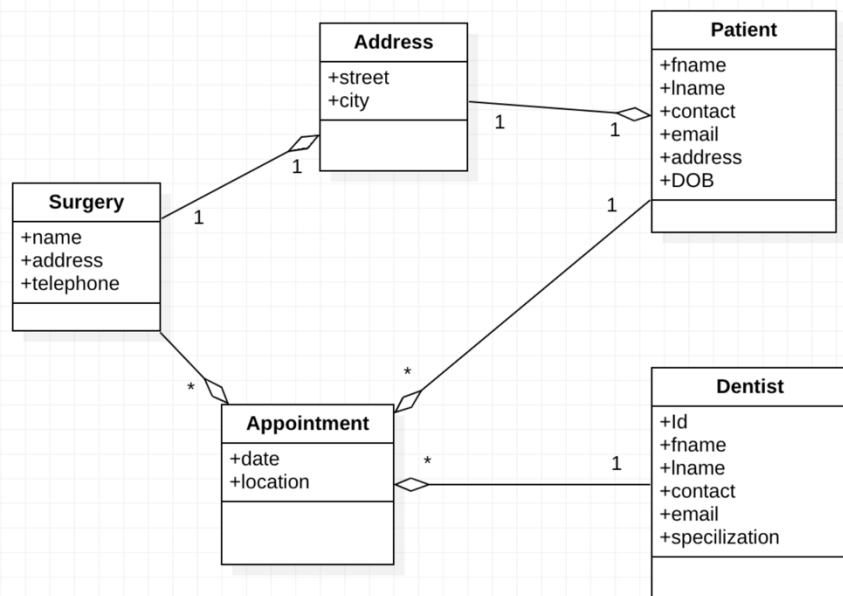 Address
+street
+city
Patient
+fname
+lname
+contact
+email
+address
+DOB
1
1
1
1
Surgery
+name
+address
+telephone
1
*
*
Appointment
+date
+location
*
1
Dentist
+Id
+fname
+lname
+contact
+email
+specilization